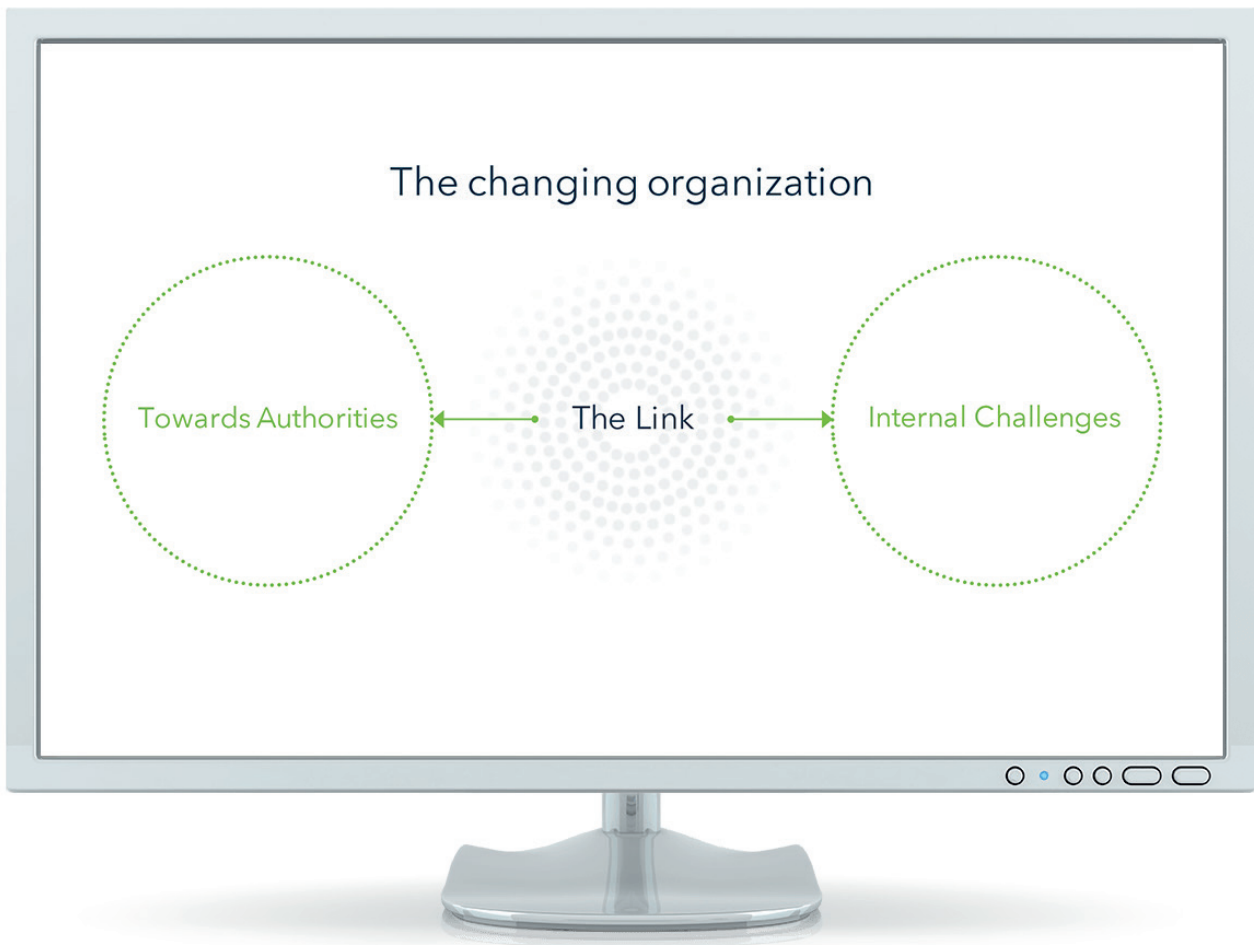 The changing organization
Towards Authorities
The Link
Internal Challenges